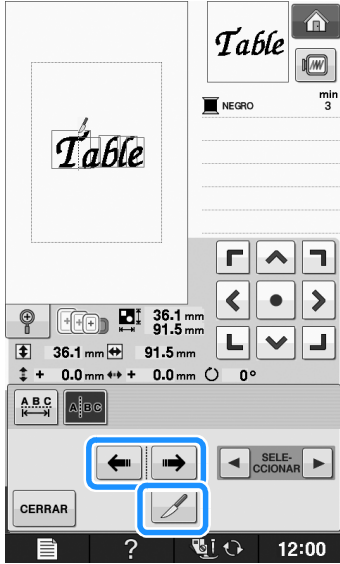 Table
NEGRO
min
3
Table
36.1 mm
91.5 mm
36.1 mm 91.5 mm
+ 0.0 mm + 0.0 mm 0°
A B C
A BC
SELE-
CCIONAR
CERRAR
?
12:00